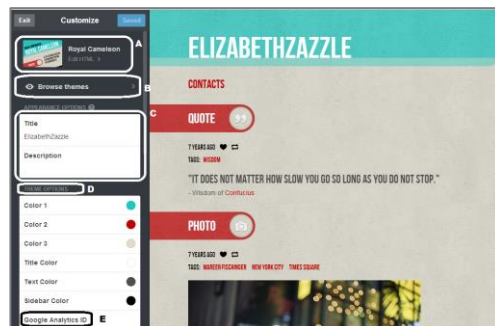 Exit Customize Saved
A
Royal Cameleon
Edit HTML >
Browse themes >
B
APPEARANCE OPTIONS
C
Title
ElizabethZazzle
Description
THEME OPTIONS
D
Color 1
Color 2
Color 3
Title Color
Text Color
Sidebar Color
Google Analytics ID
E
ELIZABETHZAZZLE
CONTACTS
QUOTE
7 YEARS AGO
TAGS: WISDOM
"IT DOES NOT MATTER HOW SLOW YOU GO SO LONG AS YOU DO NOT STOP."
- Wisdom of Confucius
PHOTO
7 YEARS AGO
TAGS: MAREEN FISCHINGER NEW YORK CITY TIMES SQUARE